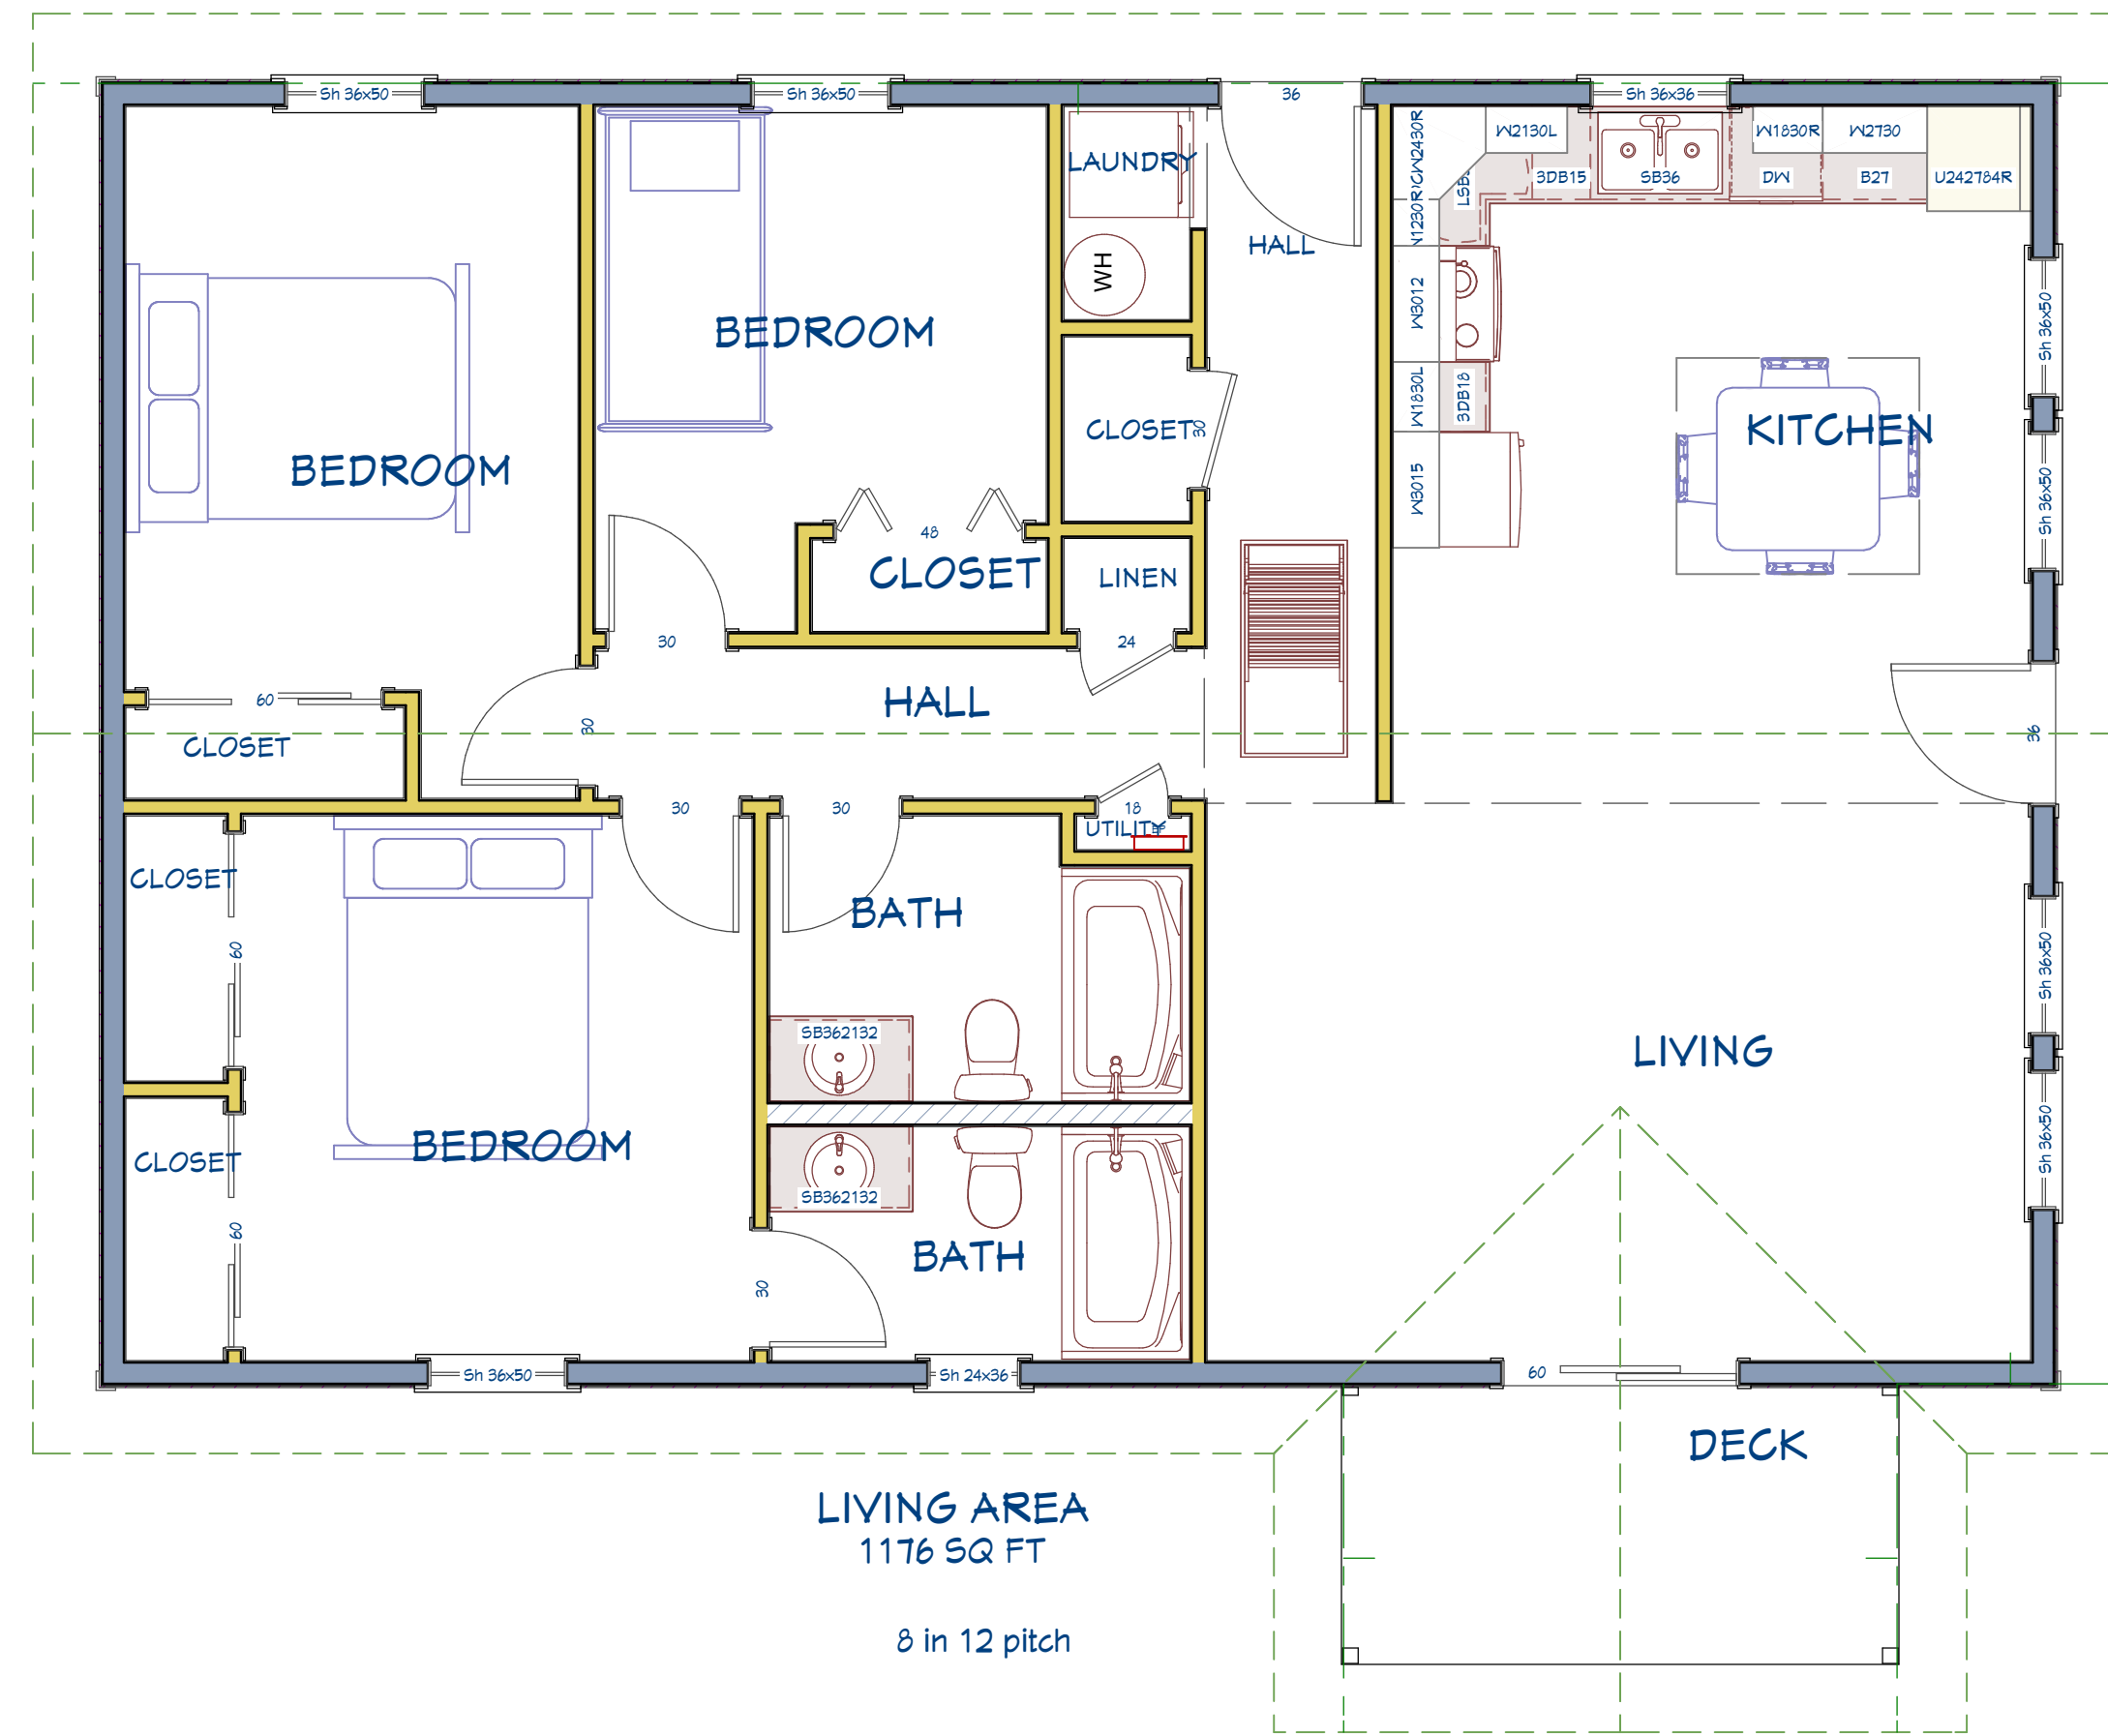 Sh 36x50
Sh 36x50
36
Sh 36x36
W2130L
W1830R
W2730
CW2430R
LAUNDRY
3DB15
SB36
DW
B27
U242784R
HALL
WH
W3012
Sh 36x50
BEDROOM
W1830L
3DB18
CLOSET
30
KITCHEN
BEDROOM
W3015
Sh 36x50
48
CLOSET
LINEN
30
24
60
HALL
30
CLOSET
36
30
30
18
UTILITY
CLOSET
BATH
60
Sh 36x50
SB362132
LIVING
BEDROOM
Sh 36x50
CLOSET
SB362132
60
BATH
30
Sh 36x50
Sh 24x36
60
DECK
LIVING AREA
1176 SQ FT
8 in 12 pitch